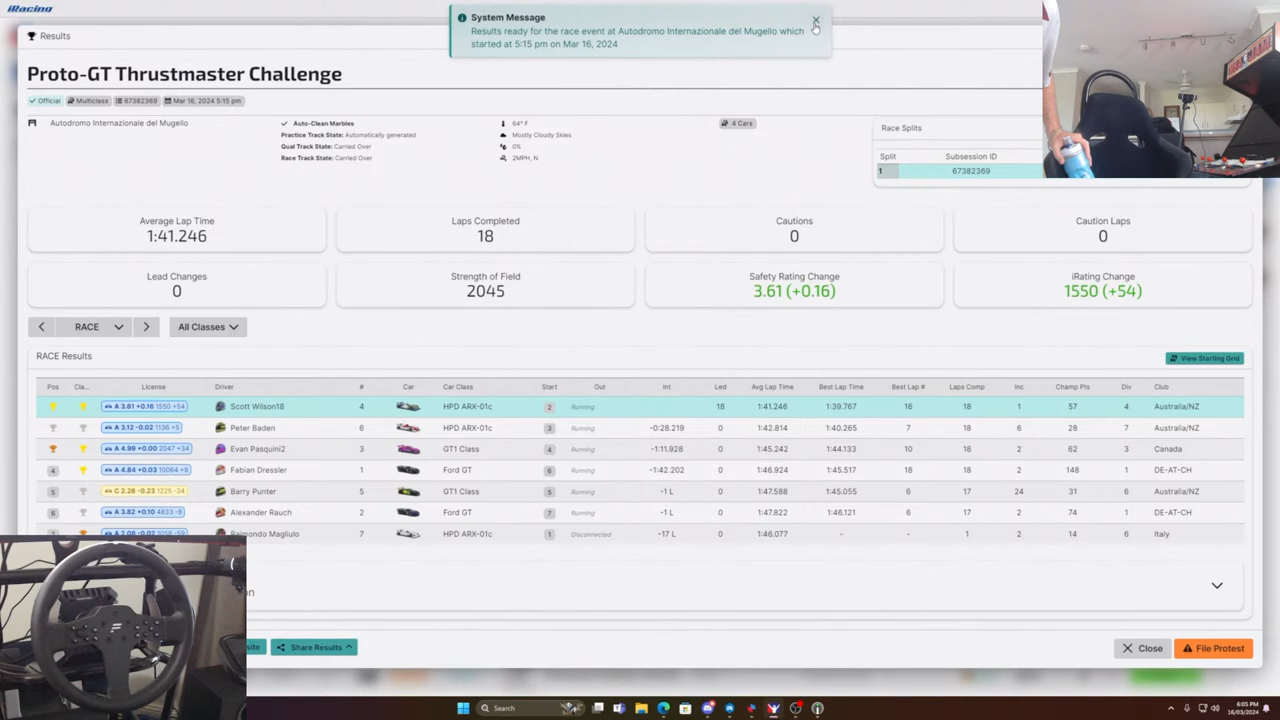 iRacing
System Message
Results ready for the race event at Autodromo Internazionale del Mugello which
started at 5:15 pm on Mar 16, 2024
Results
Proto-GT Thrustmaster Challenge
Official Multiclass 67382369 Mar 16, 2024 5:15 pm
Autodromo Internazionale del Mugello
Auto-Clean Marbles
Practice Track State: Automatically generated
Qual Track State: Carried Over
Race Track State: Carried Over
64° F
Mostly Cloudy Skies
0%
2MPH, N
4 Cars
Race Splits
Split Subsession ID
1 67382369
Average Lap Time
1:41.246
Laps Completed
18
Cautions
0
Caution Laps
0
Lead Changes
0
Strength of Field
2045
Safety Rating Change
3.61 (+0.16)
iRating Change
1550 (+54)
RACE All Classes
RACE Results
View Starting Grid
Pos Cla... License Driver # Car Car Class Start Out Int Led Avg Lap Time Best Lap Time Best Lap # Laps Comp Inc Champ Pts Div Club
A 3.61 +0.16 1550 +54 Scott Wilson18 4 HPD ARX-01c 2 Running 18 1:41.246 1:39.767 16 18 1 57 4 Australia/NZ
A 3.12 -0.02 1136 +5 Peter Baden 6 HPD ARX-01c 3 Running -0:28.219 0 1:42.814 1:40.265 7 18 6 28 7 Australia/NZ
A 4.99 +0.00 2047 +34 Evan Pasquini2 3 GT1 Class 4 Running -1:11.928 0 1:45.242 1:44.133 10 18 2 62 3 Canada
4 A 4.84 +0.03 10064 +8 Fabian Dressler 1 Ford GT 6 Running -1:42.202 0 1:46.924 1:45.517 18 18 2 148 1 DE-AT-CH
5 C 2.28 -0.23 1225 -34 Barry Punter 5 GT1 Class 5 Running -1 L 0 1:47.588 1:45.055 6 17 24 31 6 Australia/NZ
6 A 3.82 +0.10 4833 -8 Alexander Rauch 2 Ford GT 7 Running -1 L 0 1:47.822 1:46.121 6 17 2 74 1 DE-AT-CH
Raimondo Magliulo 7 HPD ARX-01c 1 Disconnected -17 L 0 1:46.077 - 1 2 14 6 Italy
Share Results
Close
File Protest
Search
6:05 PM
16/03/2024